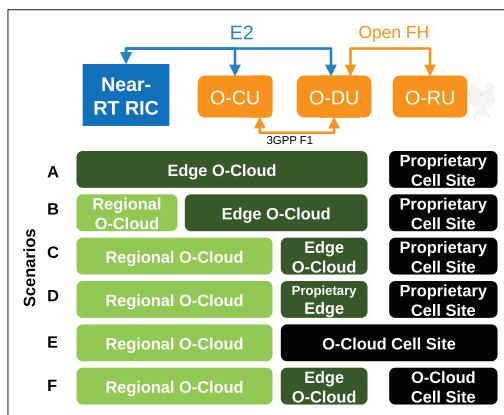 E2
Open FH
Near-
RT RIC
O-CU
O-DU
O-RU
3GPP F1
Scenarios
A
Edge O-Cloud
Proprietary
Cell Site
B
Regional
O-Cloud
Edge O-Cloud
Proprietary
Cell Site
C
Regional O-Cloud
Edge
O-Cloud
Proprietary
Cell Site
D
Regional O-Cloud
Propietary
Edge
Proprietary
Cell Site
E
Regional O-Cloud
O-Cloud Cell Site
F
Regional O-Cloud
Edge
O-Cloud
O-Cloud
Cell Site